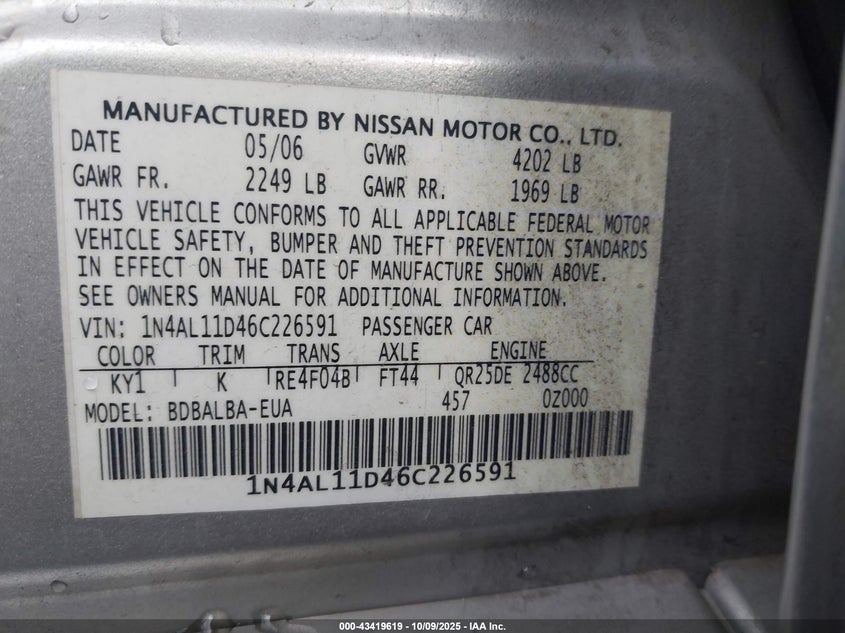 MANUFACTURED BY NISSAN MOTOR CO., LTD.
DATE 05/06 GVWR 4202 LB
GAWR FR. 2249 LB GAWR RR. 1969 LB
THIS VEHICLE CONFORMS TO ALL APPLICABLE FEDERAL MOTOR
VEHICLE SAFETY, BUMPER AND THEFT PREVENTION STANDARDS
IN EFFECT ON THE DATE OF MANUFACTURE SHOWN ABOVE.
SEE OWNERS MANUAL FOR ADDITIONAL INFORMATION.
VIN: 1N4AL11D46C226591 PASSENGER CAR
COLOR TRIM TRANS AXLE ENGINE
KY1 K RE4F04B FT44 QR25DE 2488CC
MODEL: BDBALBA-EUA 457 0Z000
1N4AL11D46C226591
000-43419619 - 10/09/2025 - IAA Inc.